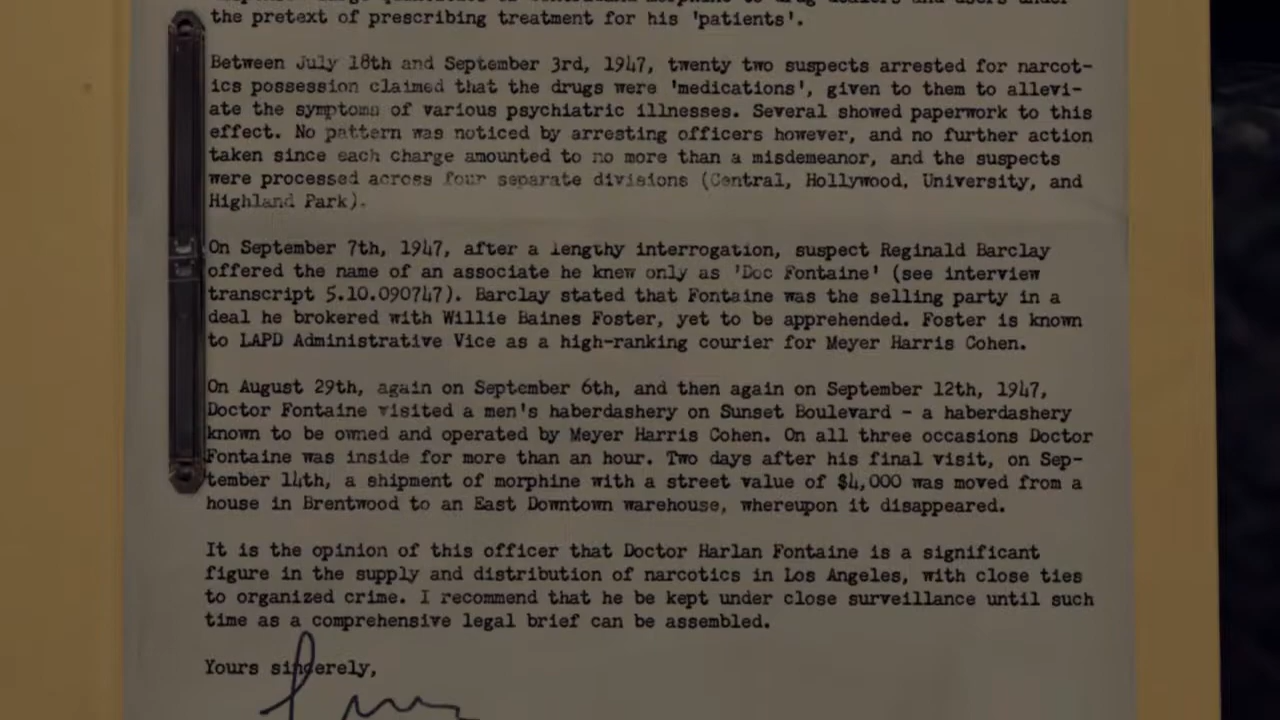 the pretext of prescribing treatment for his 'patients'.
Between July 18th and September 3rd, 1947, twenty two suspects arrested for narcot-
ics possession claimed that the drugs were 'medications', given to them to allevi-
ate the symptoms of various psychiatric illnesses. Several showed paperwork to this
effect. No pattern was noticed by arresting officers however, and no further action
taken since each charge amounted to no more than a misdemeanor, and the suspects
were processed across four separate divisions (Central, Hollywood, University, and
Highland Park).
On September 7th, 1947, after a lengthy interrogation, suspect Reginald Barclay
offered the name of an associate he knew only as 'Doc Fontaine' (see interview
transcript 5.10.090747). Barclay stated that Fontaine was the selling party in a
deal he brokered with Willie Baines Foster, yet to be apprehended. Foster is known
to LAPD Administrative Vice as a high-ranking courier for Meyer Harris Cohen.
On August 29th, again on September 6th, and then again on September 12th, 1947,
Doctor Fontaine visited a men's haberdashery on Sunset Boulevard - a haberdashery
known to be owned and operated by Meyer Harris Cohen. On all three occasions Doctor
Fontaine was inside for more than an hour. Two days after his final visit, on Sep-
tember 14th, a shipment of morphine with a street value of $4,000 was moved from a
house in Brentwood to an East Downtown warehouse, whereupon it disappeared.
It is the opinion of this officer that Doctor Harlan Fontaine is a significant
figure in the supply and distribution of narcotics in Los Angeles, with close ties
to organized crime. I recommend that he be kept under close surveillance until such
time as a comprehensive legal brief can be assembled.
Yours sincerely,